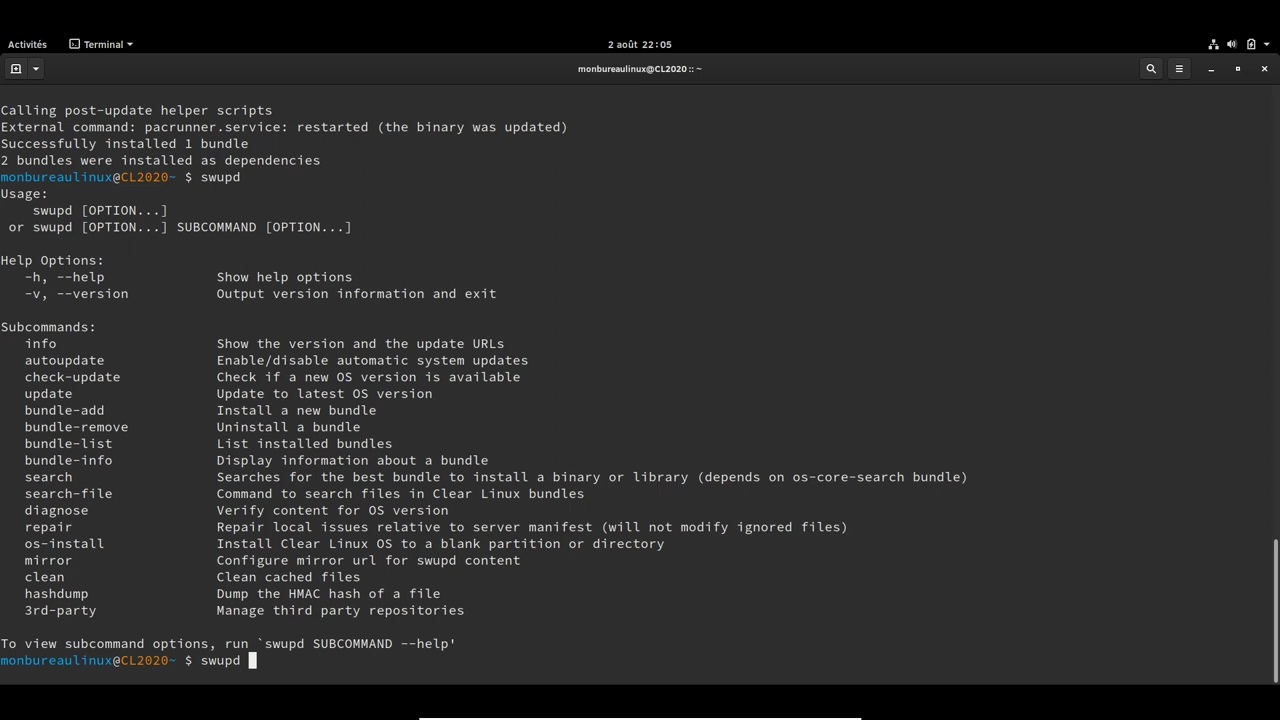 Activités
Terminal
2 août 22:05
monbureaulinux@CL2020 :: ~
Calling post-update helper scripts
External command: pacrunner.service: restarted (the binary was updated)
Successfully installed 1 bundle
2 bundles were installed as dependencies
monbureaulinux@CL2020~ $ swupd
Usage:
    swupd [OPTION...]
 or swupd [OPTION...] SUBCOMMAND [OPTION...]
Help Options:
   -h, --help              Show help options
   -v, --version           Output version information and exit
Subcommands:
   info                    Show the version and the update URLs
   autoupdate              Enable/disable automatic system updates
   check-update            Check if a new OS version is available
   update                  Update to latest OS version
   bundle-add              Install a new bundle
   bundle-remove           Uninstall a bundle
   bundle-list             List installed bundles
   bundle-info             Display information about a bundle
   search                  Searches for the best bundle to install a binary or library (depends on os-core-search bundle)
   search-file             Command to search files in Clear Linux bundles
   diagnose                Verify content for OS version
   repair                  Repair local issues relative to server manifest (will not modify ignored files)
   os-install              Install Clear Linux OS to a blank partition or directory
   mirror                  Configure mirror url for swupd content
   clean                   Clean cached files
   hashdump                Dump the HMAC hash of a file
   3rd-party               Manage third party repositories
To view subcommand options, run `swupd SUBCOMMAND --help'
monbureaulinux@CL2020~ $ swupd